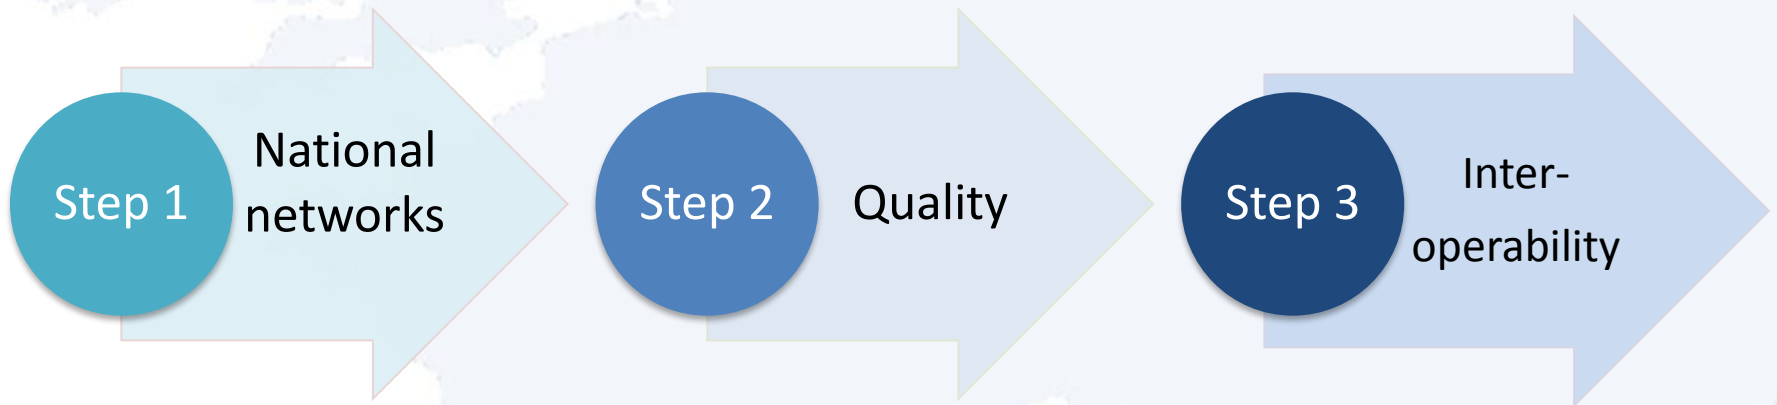 Step 1
National
networks
Step 2
Quality
Step 3
Inter-
operability